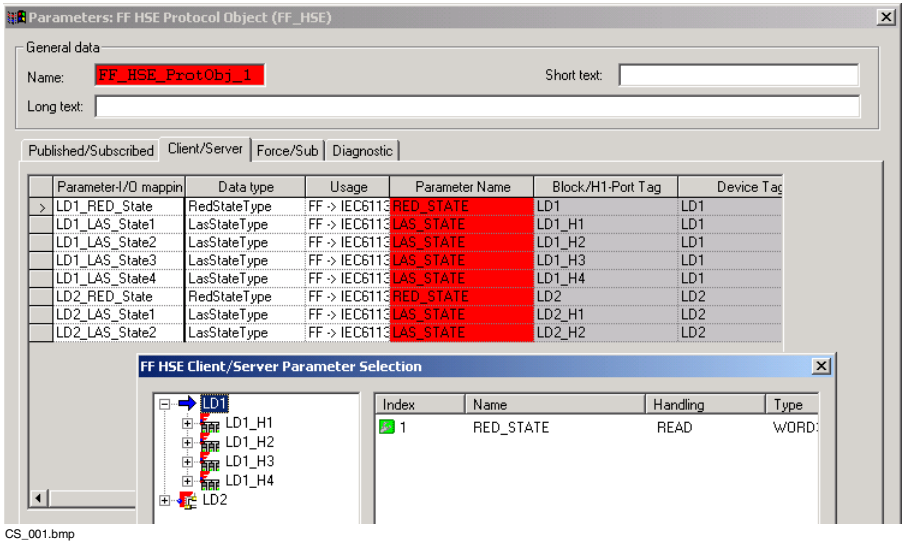 Parameters: FF HSE Protocol Object (FF_HSE)
General data
Name: FF_HSE_ProtObj_1 Short text:
Long text:
Published/Subscribed Client/Server Force/Sub Diagnostic
Parameter-I/O mappin Data type Usage Parameter Name Block/H1-Port Tag Device Tag
> LD1_RED_State RedStateType FF -> IEC6113 RED_STATE LD1 LD1
LD1_LAS_State1 LasStateType FF -> IEC6113 LAS_STATE LD1_H1 LD1
LD1_LAS_State2 LasStateType FF -> IEC6113 LAS_STATE LD1_H2 LD1
LD1_LAS_State3 LasStateType FF -> IEC6113 LAS_STATE LD1_H3 LD1
LD1_LAS_State4 LasStateType FF -> IEC6113 LAS_STATE LD1_H4 LD1
LD2_RED_State RedStateType FF -> IEC6113 RED_STATE LD2 LD2
LD2_LAS_State1 LasStateType FF -> IEC6113 LAS_STATE LD2_H1 LD2
LD2_LAS_State2 LasStateType FF -> IEC6113 LAS_STATE LD2_H2 LD2
FF HSE Client/Server Parameter Selection
LD1 Index Name Handling Type
LD1_H1 1 RED_STATE READ WORD
LD1_H2
LD1_H3
LD1_H4
LD2
CS_001.bmp